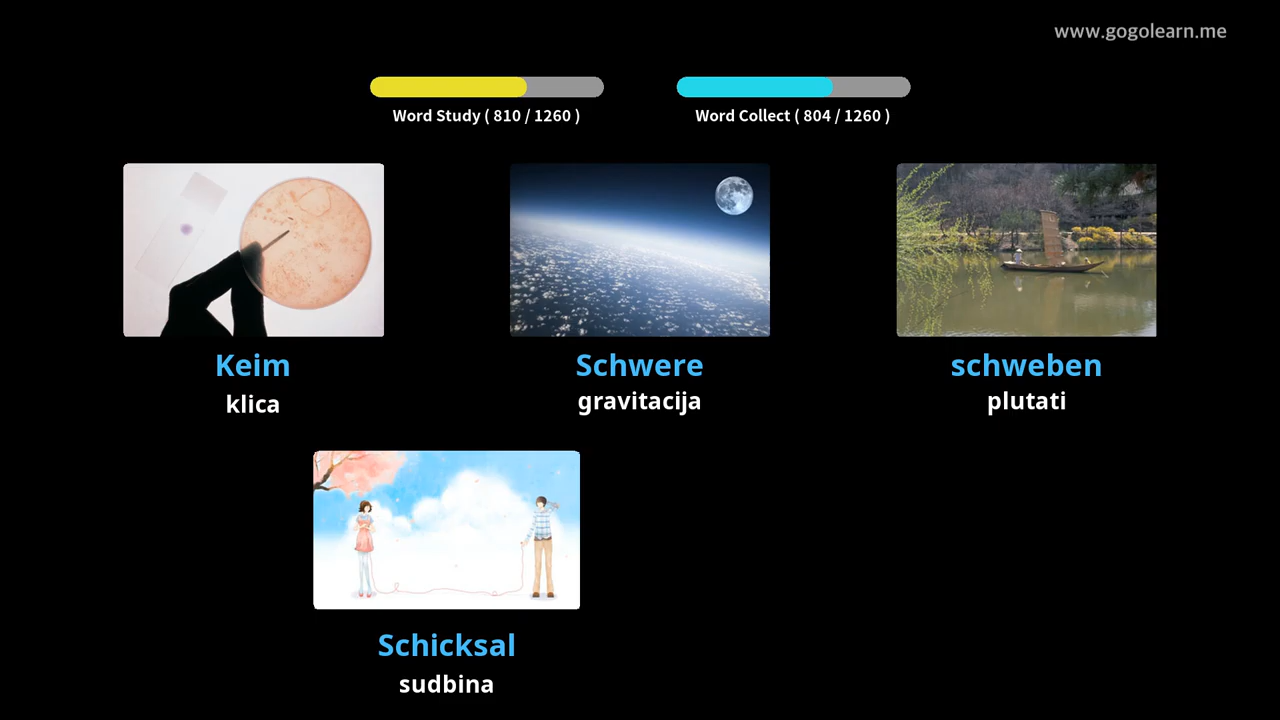 www.gogolearn.me
Word Study ( 810 / 1260 )
Word Collect ( 804 / 1260 )
Keim
klica
Schwere
gravitacija
schweben
plutati
Schicksal
sudbina